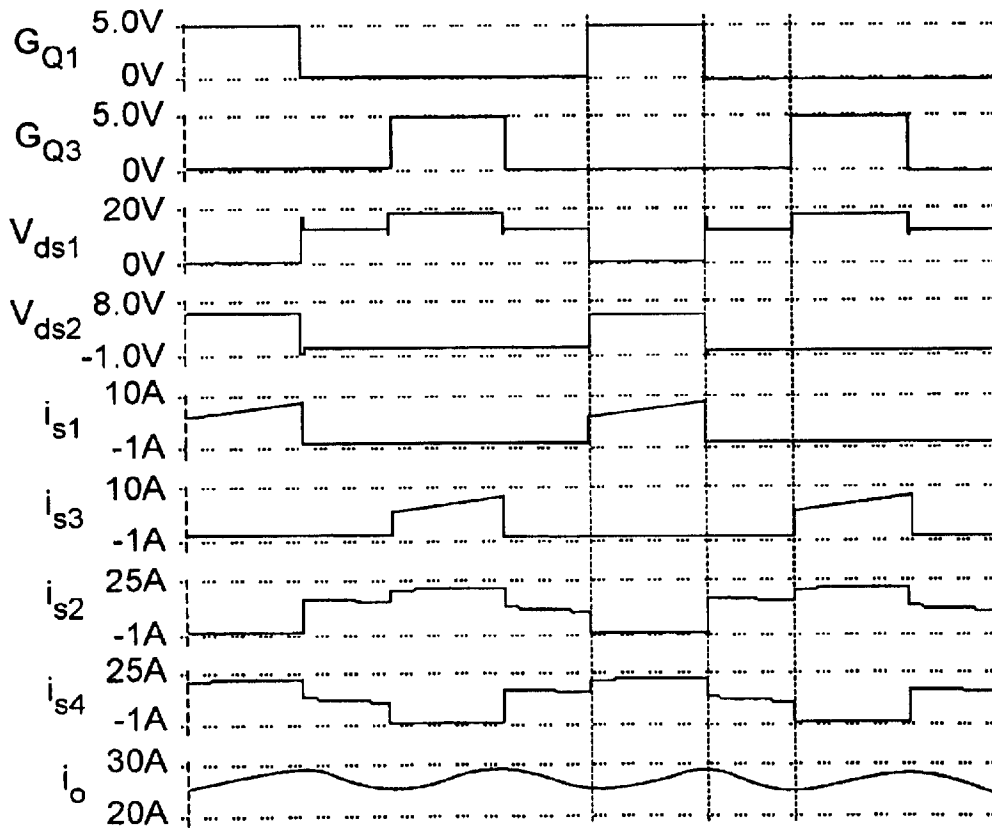 G_Q1 5.0V
0V
G_Q3 5.0V
0V
V_ds1 20V
0V
V_ds2 8.0V
-1.0V
i_s1 10A
-1A
i_s3 10A
-1A
i_s2 25A
-1A
i_s4 25A
-1A
i_o 30A
20A